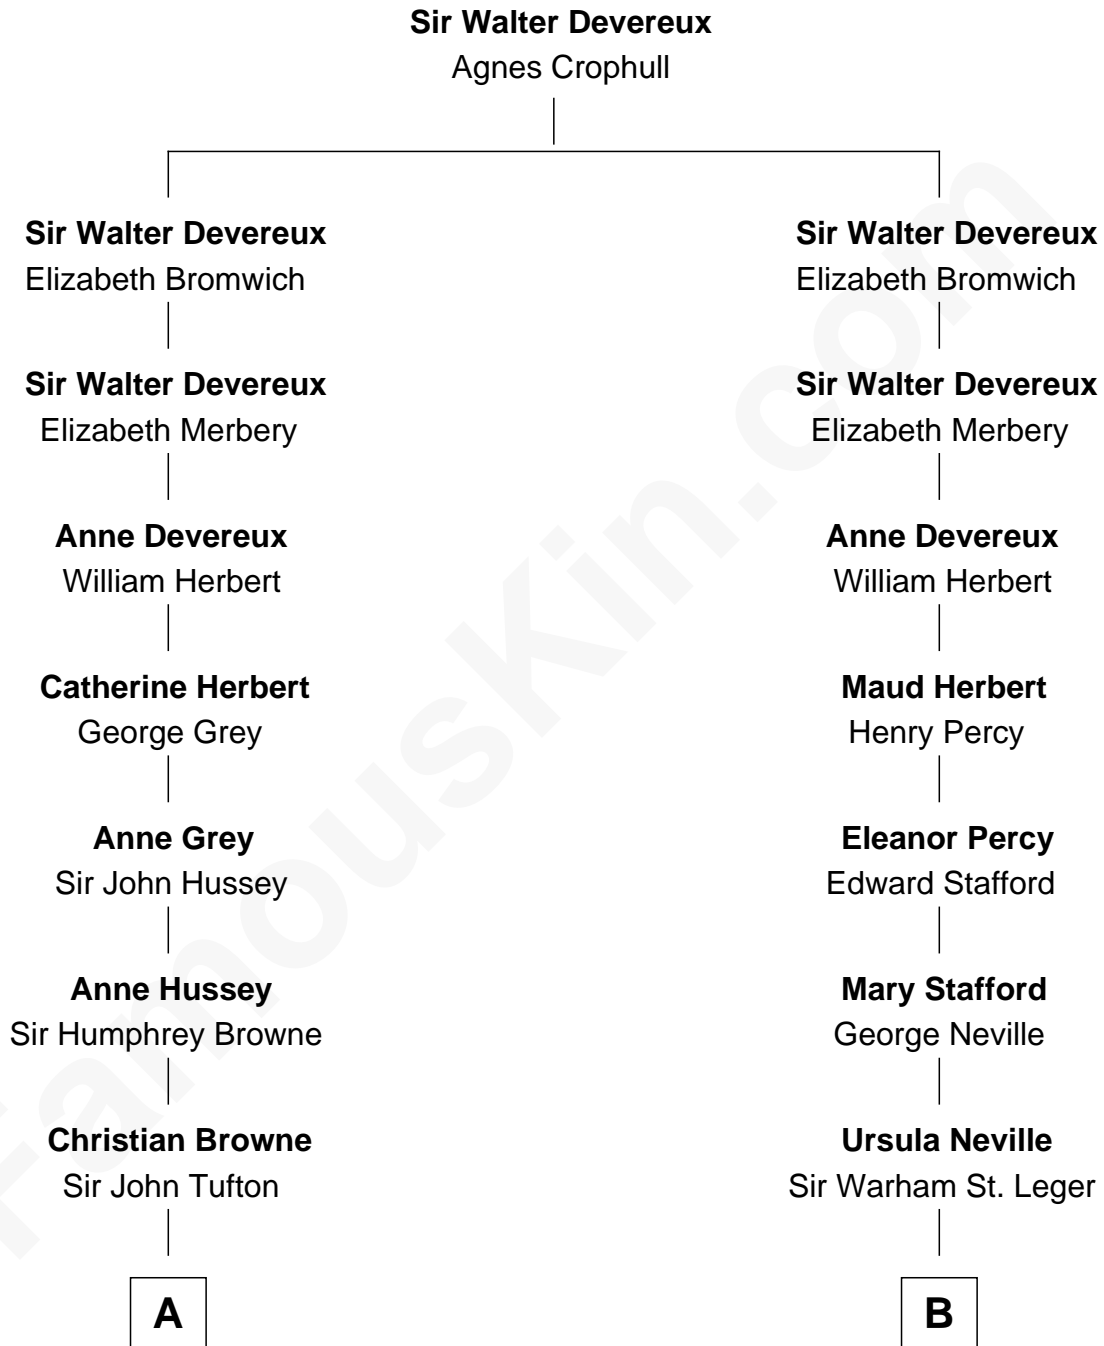 Sir Walter Devereux
Agnes Crophull
Sir Walter Devereux
Elizabeth Bromwich
Sir Walter Devereux
Elizabeth Merbery
Anne Devereux
William Herbert
Catherine Herbert
George Grey
Anne Grey
Sir John Hussey
Anne Hussey
Sir Humphrey Browne
Christian Browne
Sir John Tufton
A
Sir Walter Devereux
Elizabeth Bromwich
Sir Walter Devereux
Elizabeth Merbery
Anne Devereux
William Herbert
Maud Herbert
Henry Percy
Eleanor Percy
Edward Stafford
Mary Stafford
George Neville
Ursula Neville
Sir Warham St. Leger
B
FamousKin.com